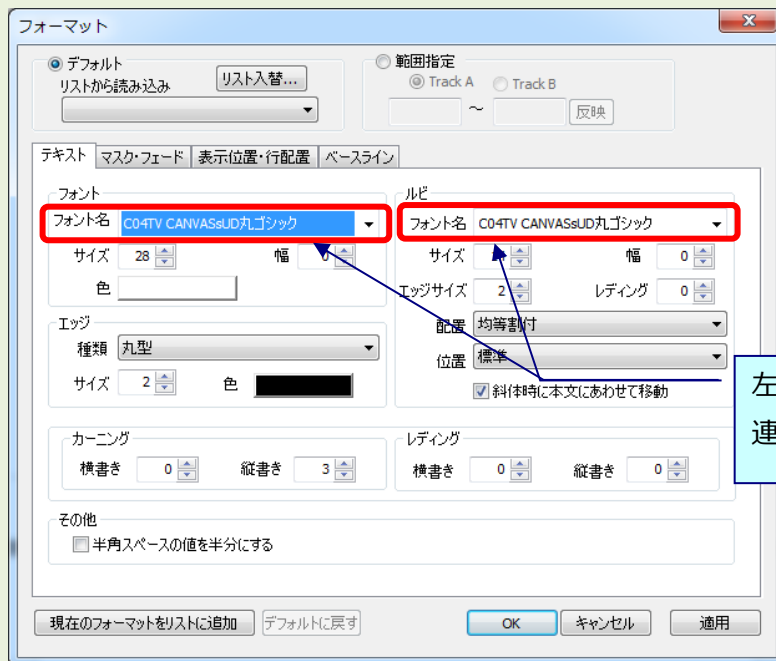 フォーマット
デフォルト
リストから読み込み リスト入替...
範囲指定
Track A Track B
～ 反映
テキスト マスク・フェード 表示位置・行配置 ベースライン
フォント
フォント名 C04TV CANVASsUD丸ゴシック
サイズ 28 幅
色
エッジ
種類 丸型
サイズ 2 色
ルビ
フォント名 C04TV CANVASsUD丸ゴシック
サイズ 幅 0
エッジサイズ 2 レディング 0
配置 均等割付
位置 標準
斜体時に本文にあわせて移動
左
連
カーニング
横書き 0 縦書き 3
レディング
横書き 0 縦書き 0
その他
半角スペースの値を半分にする
現在のフォーマットをリストに追加 デフォルトに戻す OK キャンセル 適用